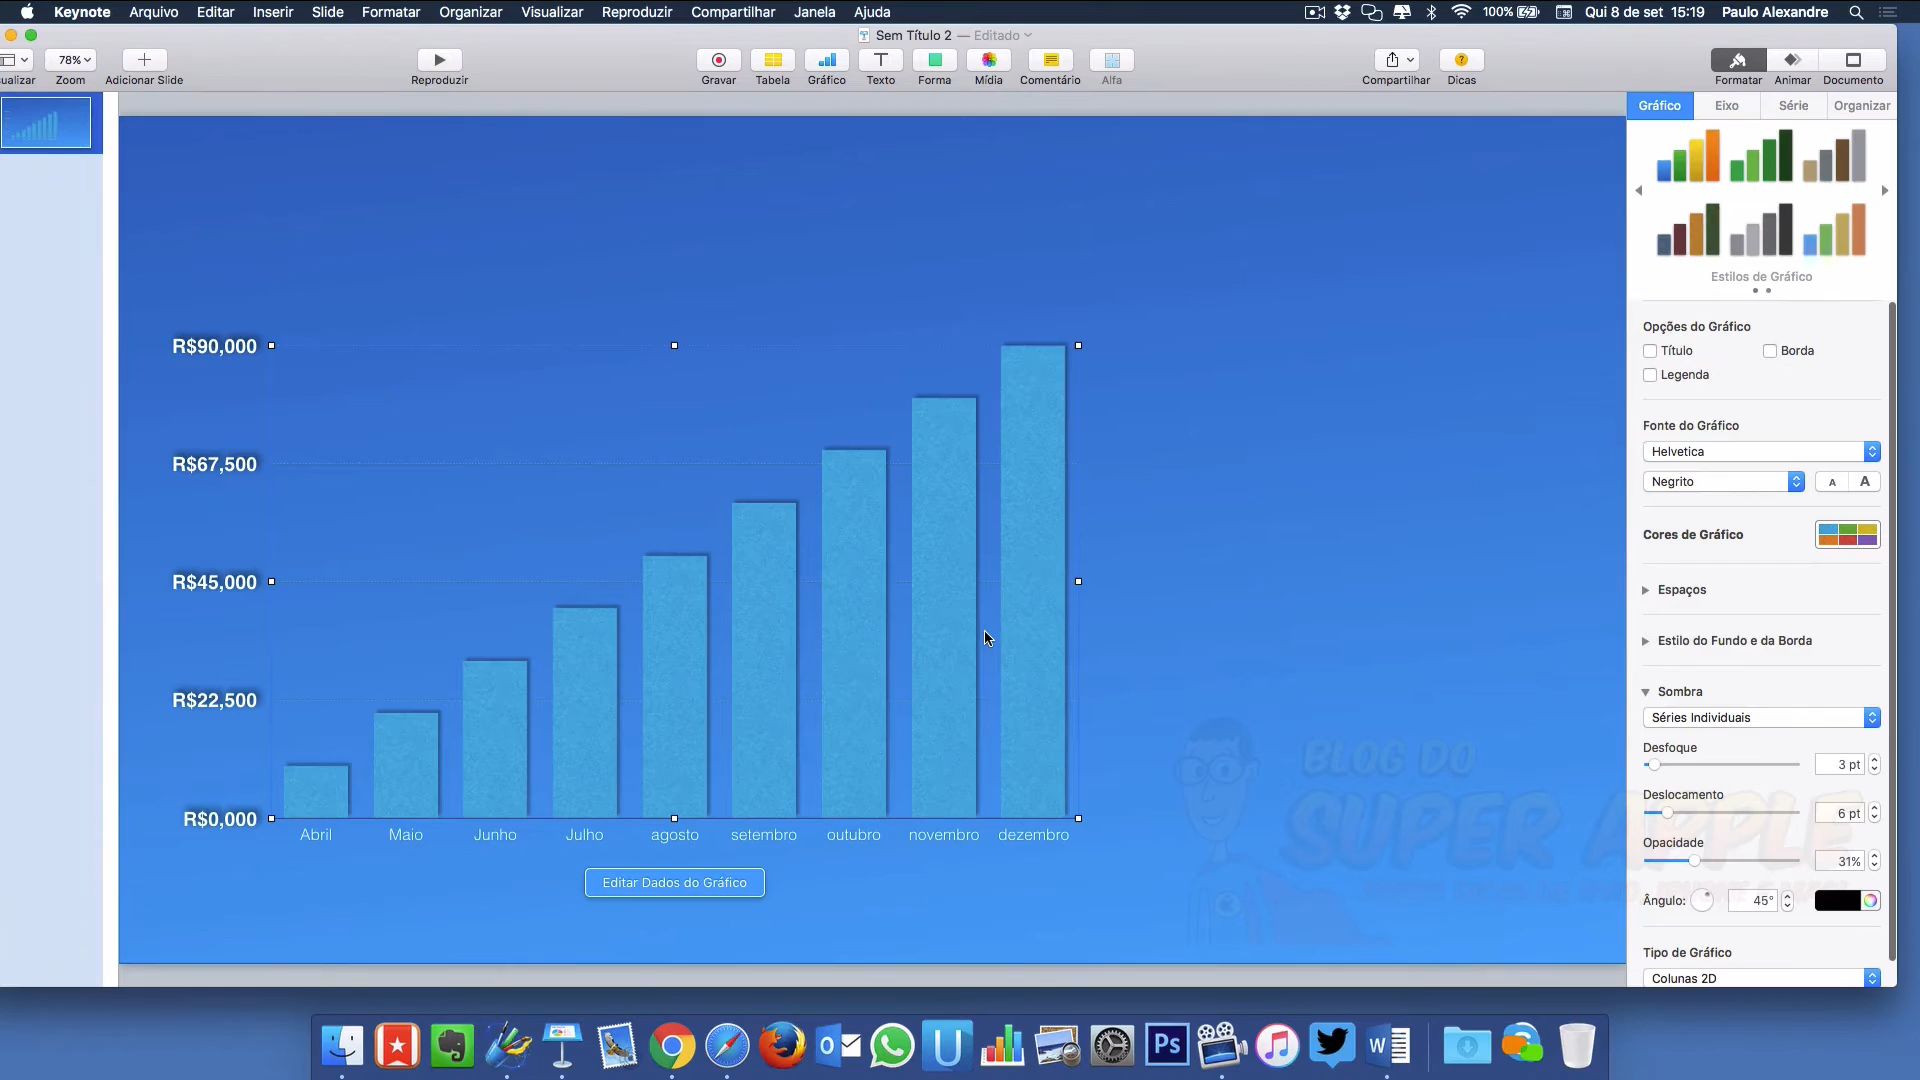 Keynote Arquivo Editar Inserir Slide Formatar Organizar Visualizar Reproduzir Compartilhar Janela Ajuda 100% Qui 8 de set 15:19 Paulo Alexandre
Sem Título 2 — Editado
78%
ualizar Zoom Adicionar Slide Reproduzir Gravar Tabela Gráfico Texto Forma Mídia Comentário Alfa Compartilhar Dicas Formatar Animar Documento
Gráfico Eixo Série Organizar
Estilos de Gráfico
Opções do Gráfico
Título Borda
Legenda
Fonte do Gráfico
Helvetica
Negrito A A
Cores de Gráfico
Espaços
Estilo do Fundo e da Borda
Sombra
Séries Individuais
Desfoque
3 pt
Deslocamento
6 pt
Opacidade
31%
Ângulo: 45°
Tipo de Gráfico
Colunas 2D
R$90,000
R$67,500
R$45,000
R$22,500
R$0,000
Abril Maio Junho Julho agosto setembro outubro novembro dezembro
Editar Dados do Gráfico
BLOG DO
SUPER APPLE